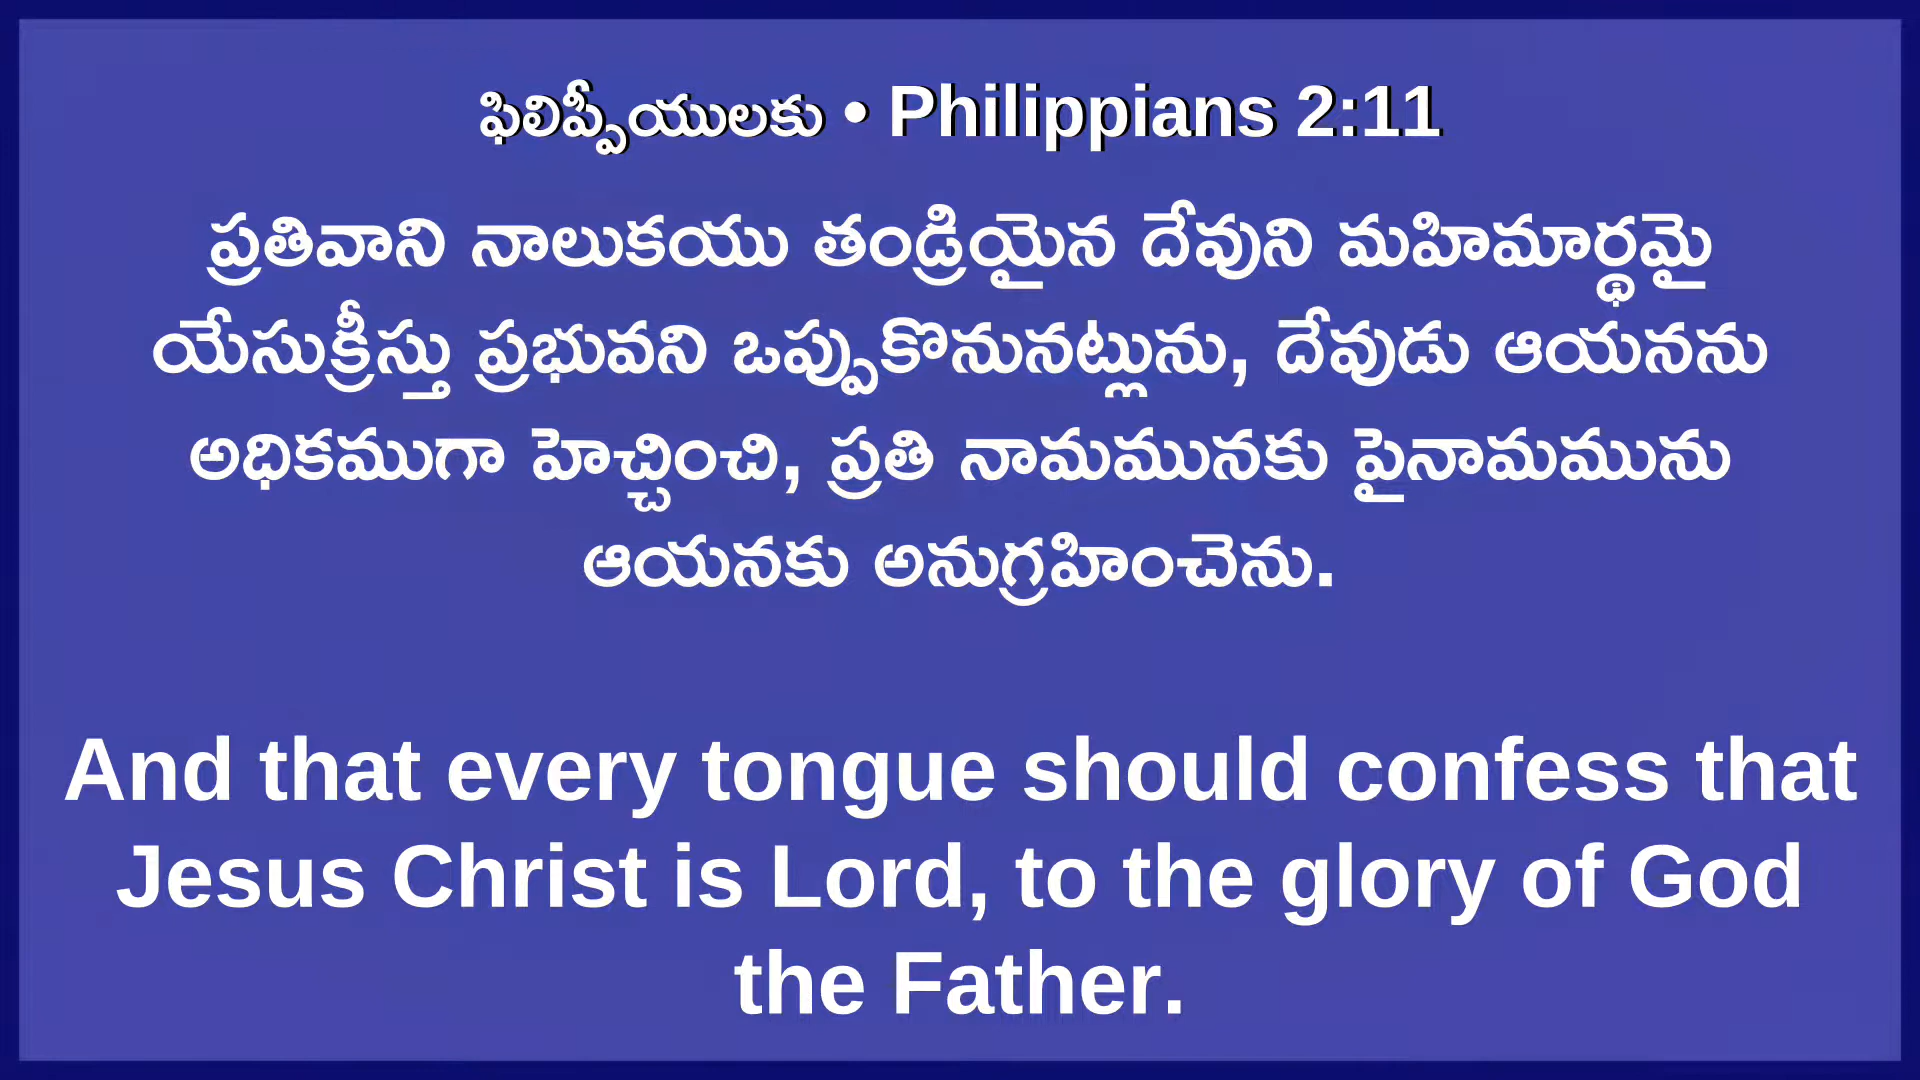 ఫిలిప్పీయులకు • Philippians 2:11
ప్రతివాని నాలుకయు తండ్రియైన దేవుని మహిమార్థమై
యేసుక్రీస్తు ప్రభువని ఒప్పుకొనునట్లును, దేవుడు ఆయనను
అధికముగా హెచ్చించి, ప్రతి నామమునకు పైనామమును
ఆయనకు అనుగ్రహించెను.
And that every tongue should confess that
Jesus Christ is Lord, to the glory of God
the Father.